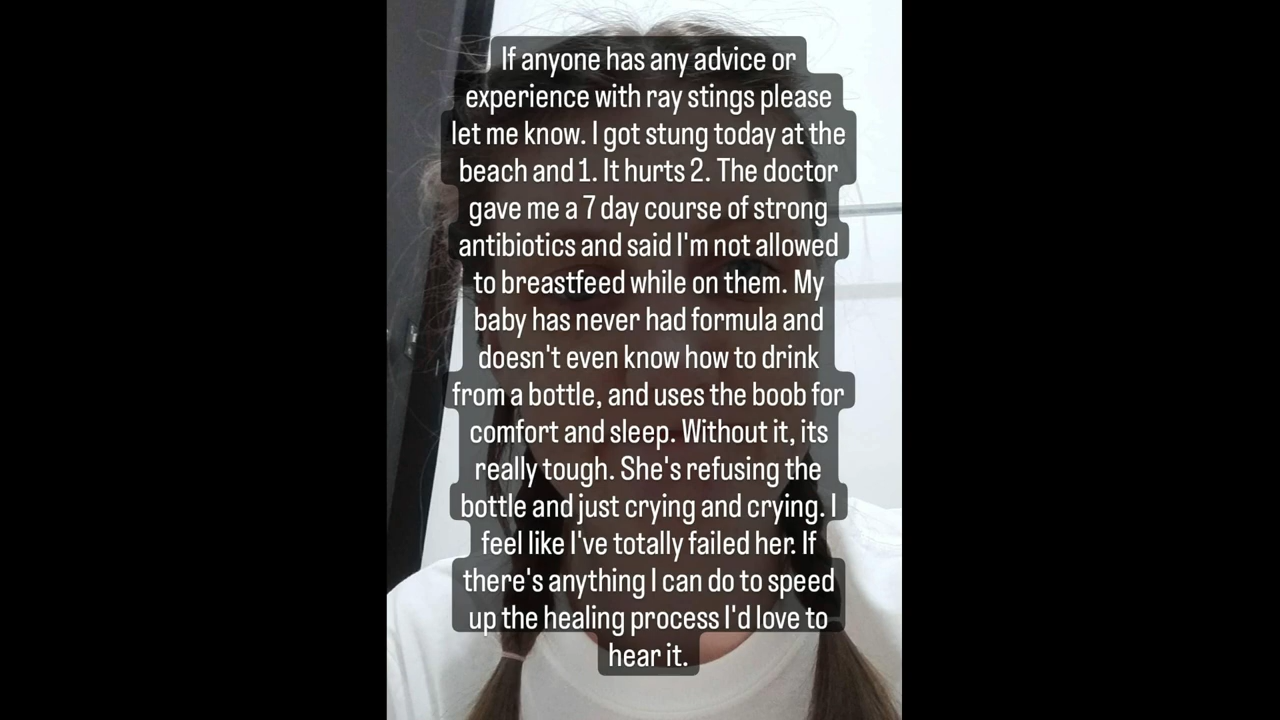 If anyone has any advice or
experience with ray stings please
let me know. I got stung today at the
beach and 1. It hurts 2. The doctor
gave me a 7 day course of strong
antibiotics and said I'm not allowed
to breastfeed while on them. My
baby has never had formula and
doesn't even know how to drink
from a bottle, and uses the boob for
comfort and sleep. Without it, its
really tough. She's refusing the
bottle and just crying and crying. I
feel like I've totally failed her. If
there's anything I can do to speed
up the healing process I'd love to
hear it.